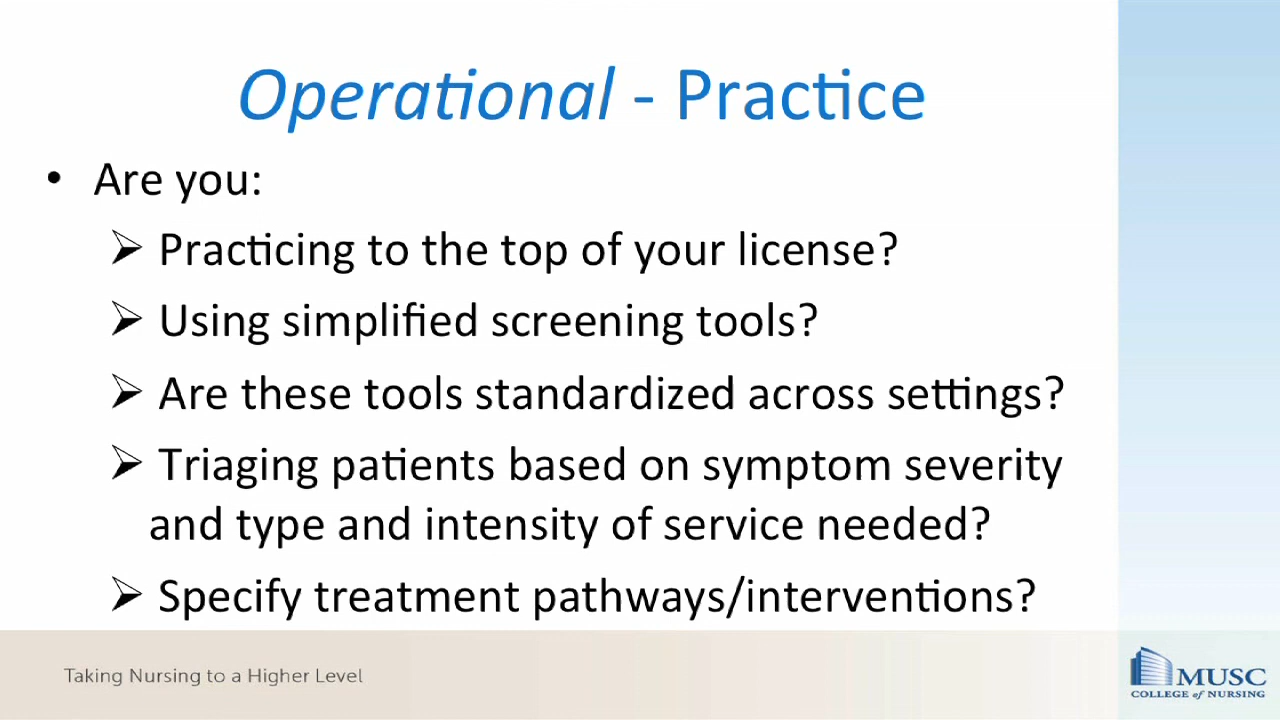 Operational - Practice
• Are you:
➢ Practicing to the top of your license?
➢ Using simplified screening tools?
➢ Are these tools standardized across settings?
➢ Triaging patients based on symptom severity
and type and intensity of service needed?
➢ Specify treatment pathways/interventions?
Taking Nursing to a Higher Level
MUSC
COLLEGE of NURSING